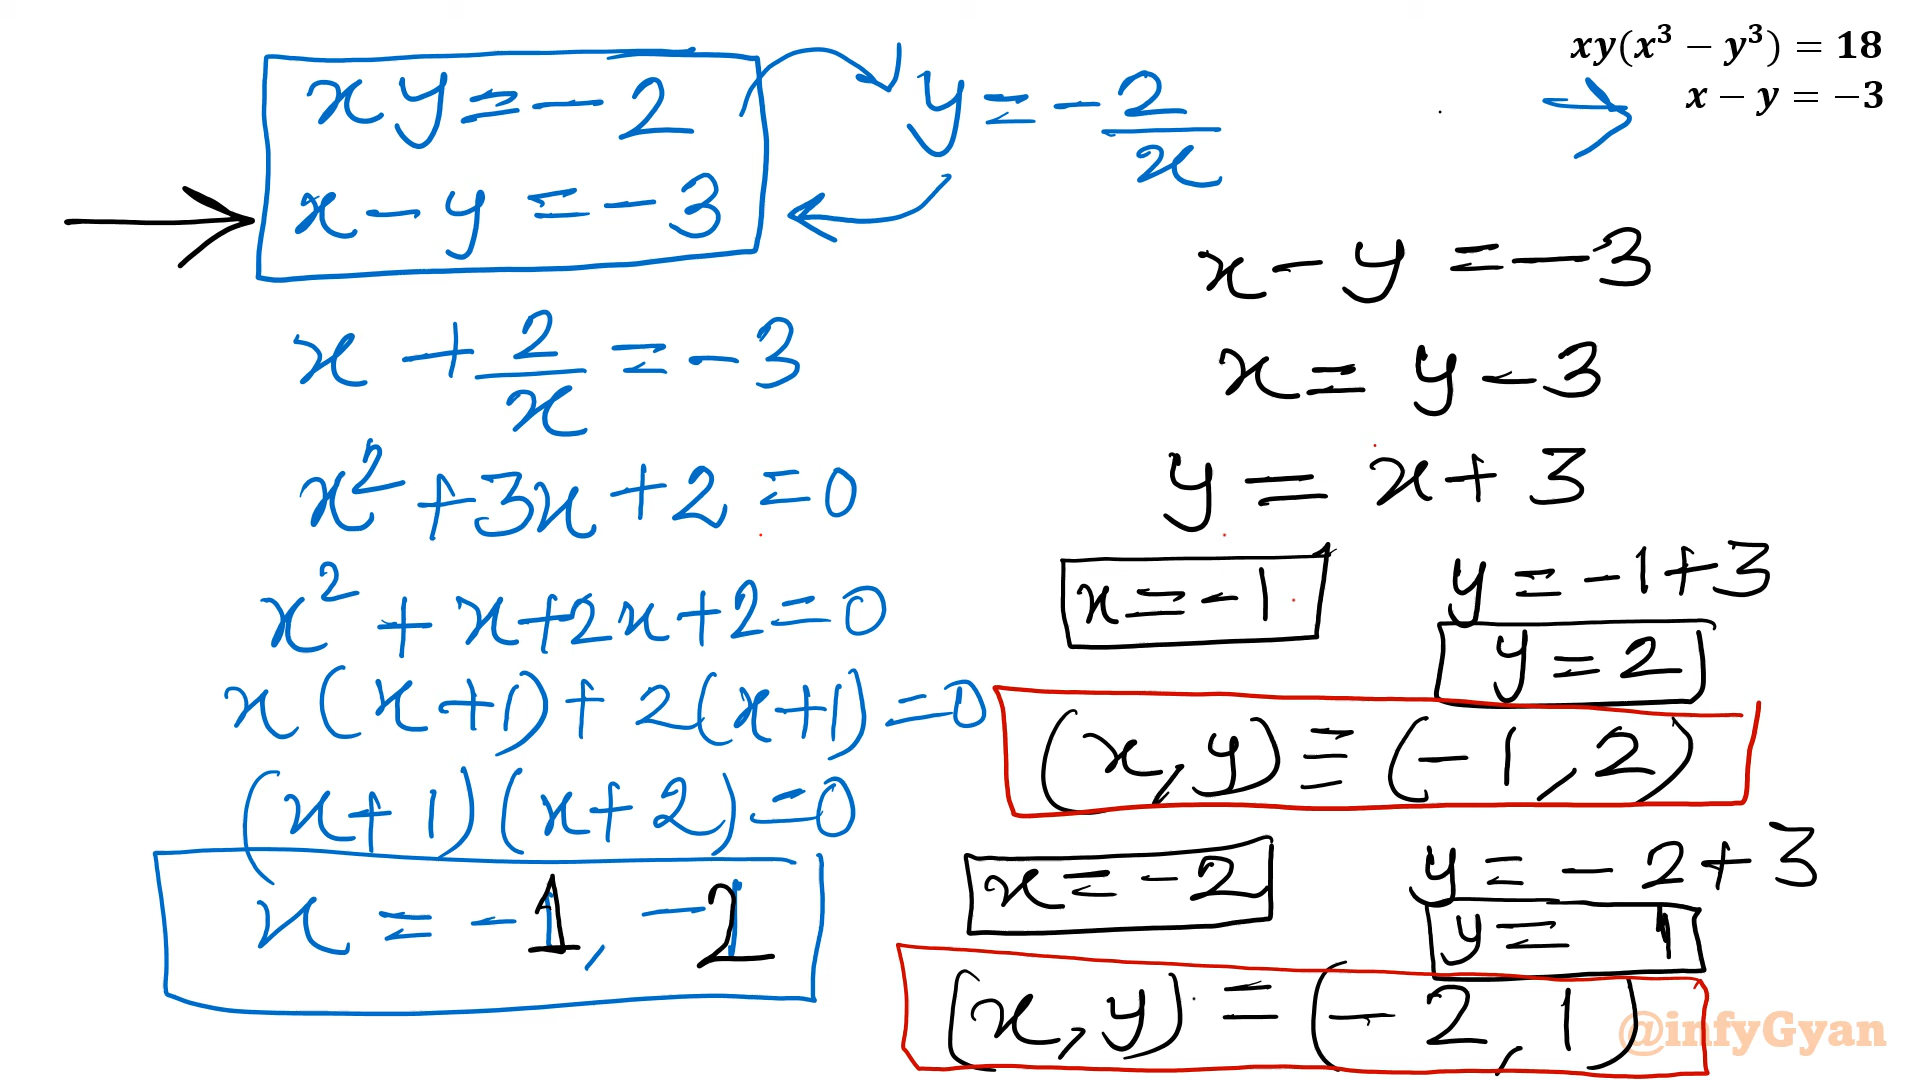 xy = -2
x - y = -3
y = -2/x
xy(x³ − y³) = 18
x − y = −3
x + 2/x = -3
x² + 3x + 2 = 0
x² + x + 2x + 2 = 0
x(x+1) + 2(x+1) = 0
(x+1)(x+2) = 0
x = -1, -2
x - y = -3
x = y - 3
y = x + 3
x = -1
y = -1+3
y = 2
(x, y) ≡ (-1, 2)
x = -2
y = -2+3
y = 1
(x, y) = (-2, 1)
@infyGyan